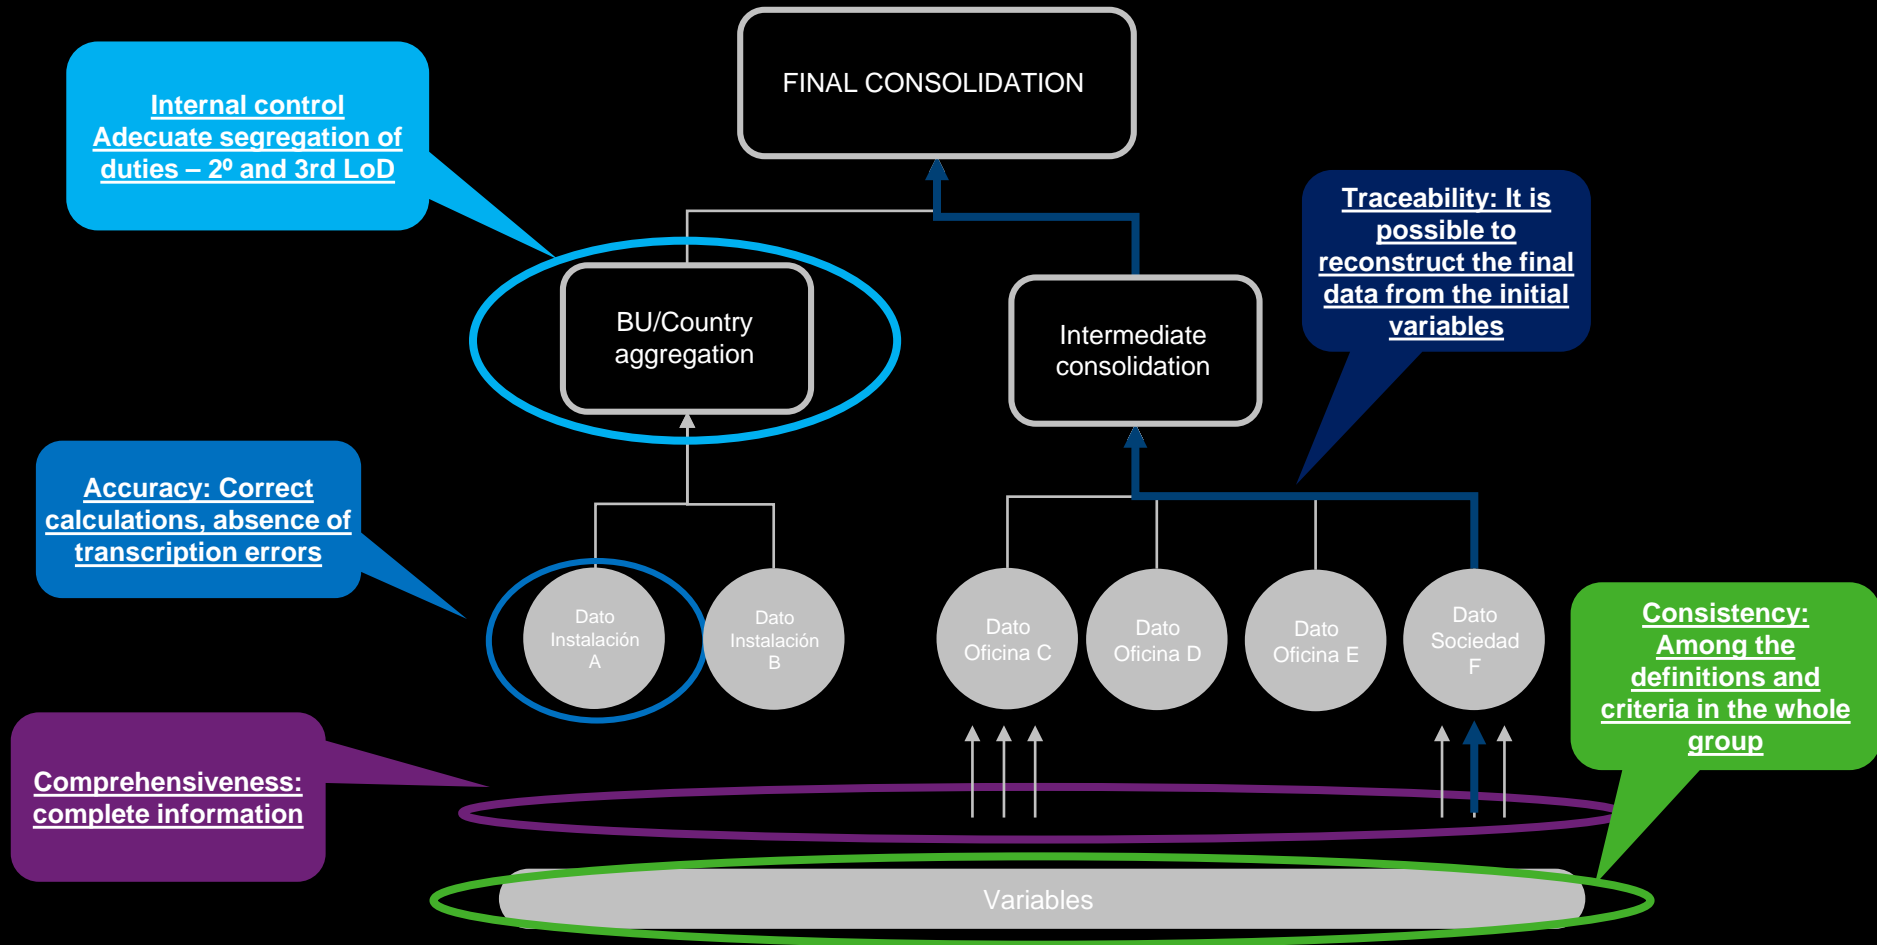 FINAL CONSOLIDATION
Internal control
Adecuate segregation of
duties – 2º and 3rd LoD
Traceability: It is
possible to
reconstruct the final
data from the initial
variables
BU/Country
aggregation
Intermediate
consolidation
Accuracy: Correct
calculations, absence of
transcription errors
Dato
Instalación
A
Dato
Instalación
B
Dato
Oficina C
Dato
Oficina D
Dato
Oficina E
Dato
Sociedad
F
Consistency:
Among the
definitions and
criteria in the whole
group
Comprehensiveness:
complete information
Variables